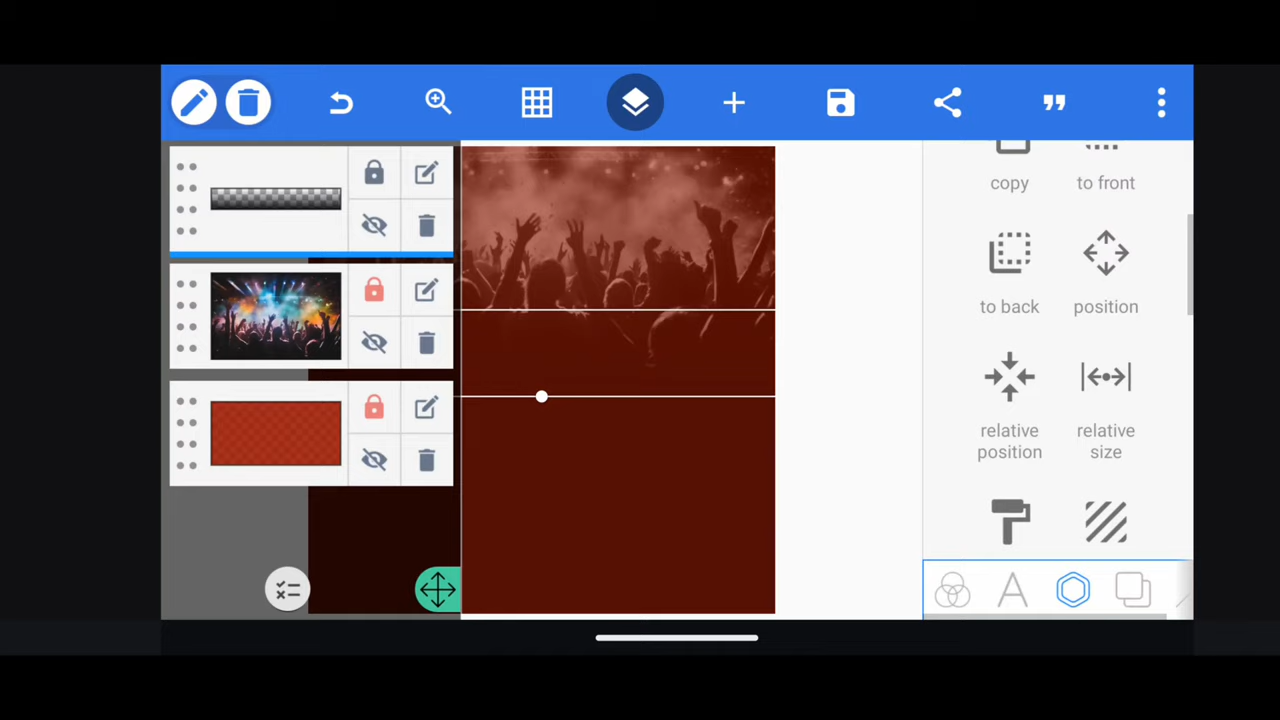 copy
to front
to back
position
relative position
relative size